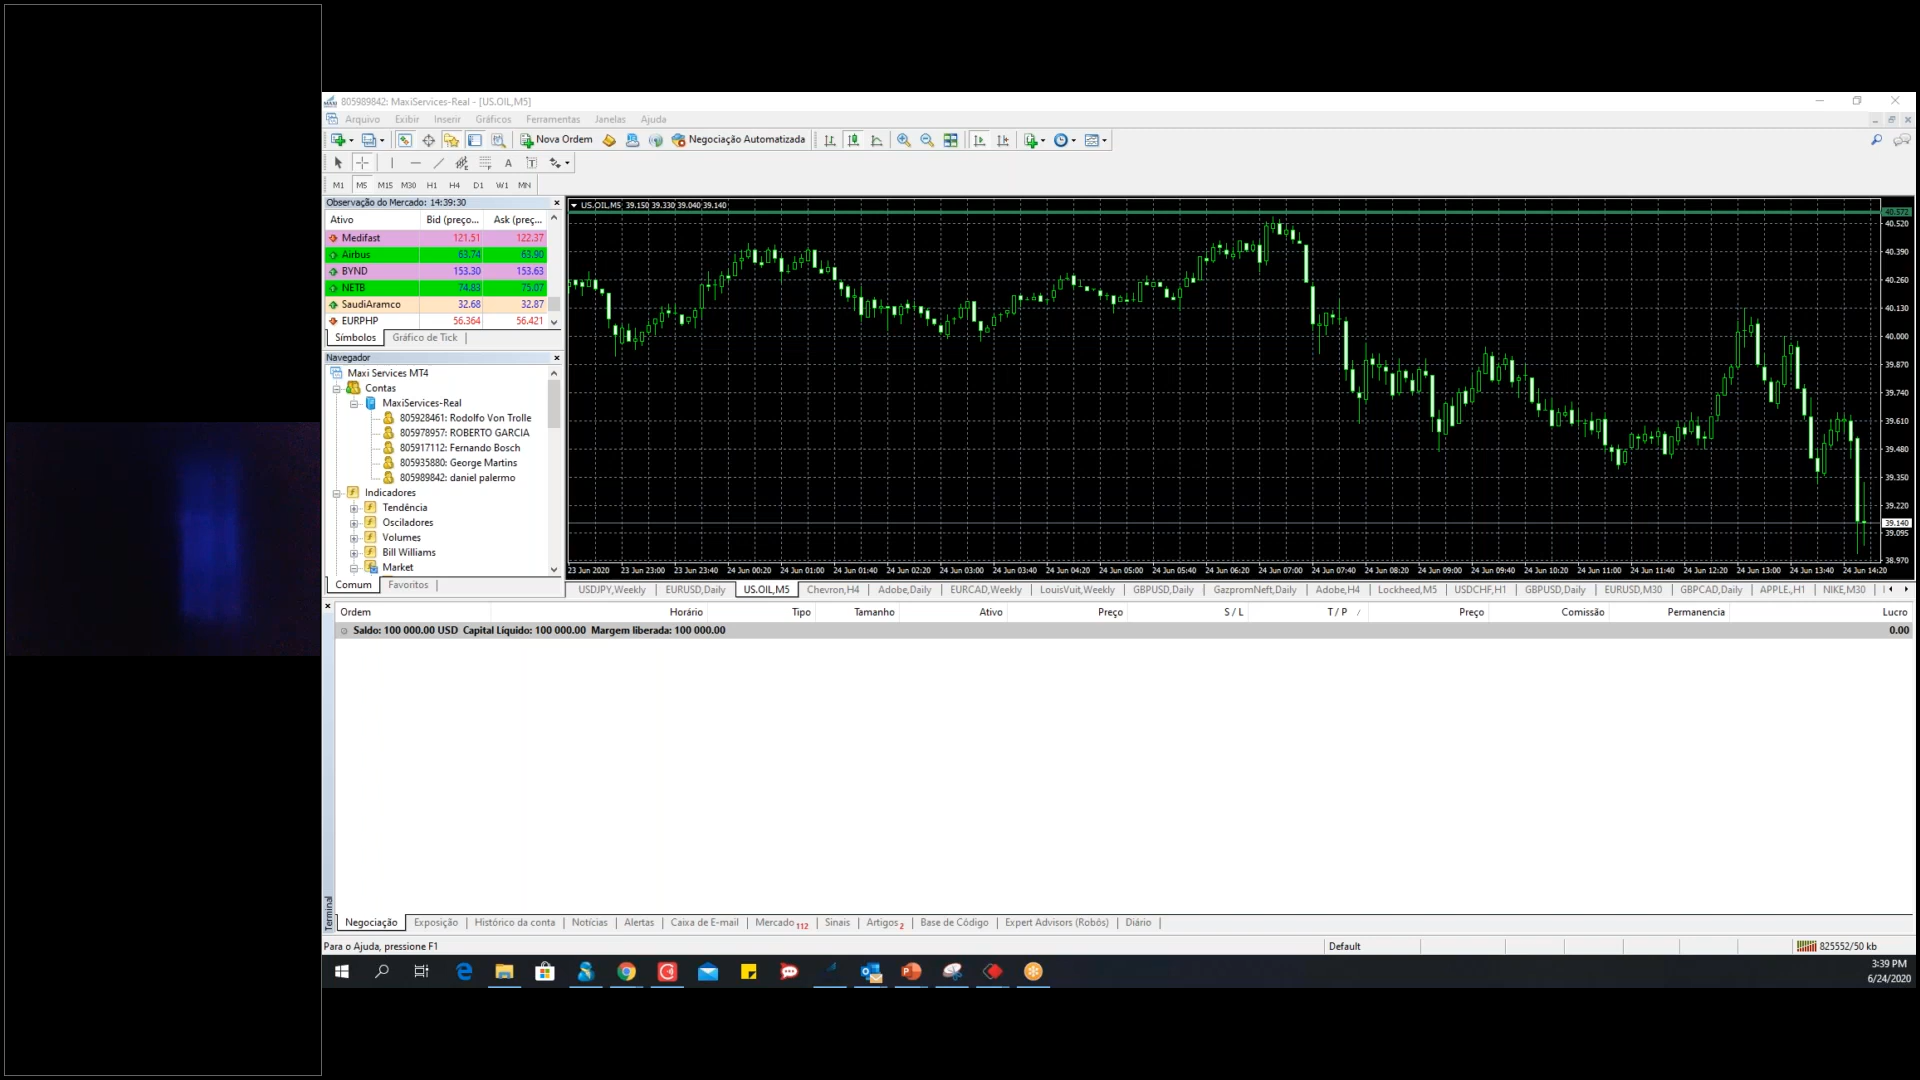 805989842: MaxiServices-Real - [US.OIL,M5]
Arquivo Exibir Inserir Gráficos Ferramentas Janelas Ajuda
Nova Ordem Negociação Automatizada
A T
M1 M5 M15 M30 H1 H4 D1 W1 MN
Observação do Mercado: 14:39:30
Ativo Bid (preço... Ask (preç...
Medifast 121.51 122.37
Airbus 63.74 63.90
BYND 153.30 153.63
NETB 74.83 75.07
SaudiAramco 32.68 32.87
EURPHP 56.364 56.421
Símbolos Gráfico de Tick
Navegador
Maxi Services MT4
Contas
MaxiServices-Real
805928461: Rodolfo Von Trolle
805978957: ROBERTO GARCIA
805917112: Fernando Bosch
805935880: George Martins
805989842: daniel palermo
Indicadores
Tendência
Osciladores
Volumes
Bill Williams
Market
Comum Favoritos
US.OIL,M5 39.150 39.330 39.040 39.140
40.572
40.520
40.390
40.260
40.130
40.000
39.870
39.740
39.610
39.480
39.350
39.220
39.140
39.095
38.970
23 Jun 2020 23 Jun 23:00 23 Jun 23:40 24 Jun 00:20 24 Jun 01:00 24 Jun 01:40 24 Jun 02:20 24 Jun 03:00 24 Jun 03:40 24 Jun 04:20 24 Jun 05:00 24 Jun 05:40 24 Jun 06:20 24 Jun 07:00 24 Jun 07:40 24 Jun 08:20 24 Jun 09:00 24 Jun 09:40 24 Jun 10:20 24 Jun 11:00 24 Jun 11:40 24 Jun 12:20 24 Jun 13:00 24 Jun 13:40 24 Jun 14:20
USDJPY,Weekly EURUSD,Daily US.OIL,M5 Chevron,H4 Adobe,Daily EURCAD,Weekly LouisVuit,Weekly GBPUSD,Daily GazpromNeft,Daily Adobe,H4 Lockheed,M5 USDCHF,H1 GBPUSD,Daily EURUSD,M30 GBPCAD,Daily APPLE.,H1 NIKE,M30
Ordem Horário Tipo Tamanho Ativo Preço S / L T / P / Preço Comissão Permanencia Lucro
Saldo: 100 000.00 USD Capital Líquido: 100 000.00 Margem liberada: 100 000.00 0.00
Terminal
Negociação Exposição Histórico da conta Notícias Alertas Caixa de E-mail Mercado 112 Sinais Artigos 2 Base de Código Expert Advisors (Robôs) Diário
Para o Ajuda, pressione F1 Default 825552/50 kb
3:39 PM
6/24/2020